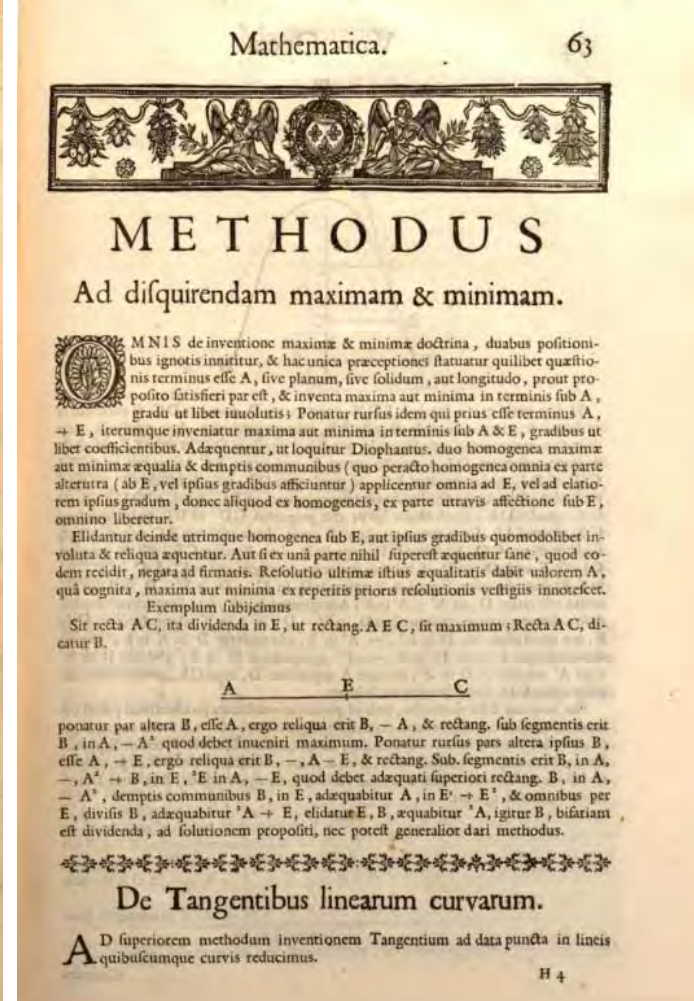 Mathematica. 63
METHODUS
Ad diſquirendam maximam & minimam.
OMNIS de inventione maximæ & minimæ doctrina, duabus poſitioni-
bus ignotis innititur, & hac unica præceptione; ſtatuatur quilibet quæſtio-
nis terminus eſſe A, ſive planum, ſive ſolidum, aut longitudo, prout pro-
poſito ſatisfieri par eſt, & inventa maxima aut minima in terminis ſub A,
gradu ut libet iuuolutis; Ponatur rurſus idem qui prius eſſe terminus A,
+ E, iterumque inveniatur maxima aut minima in terminis ſub A & E, gradibus ut
libet coefficientibus. Adæquentur, ut loquitur Diophantus. duo homogenea maximæ
aut minimæ æqualia & demptis communibus (quo peracto homogenea omnia ex parte
alterutra (ab E, vel ipſius gradibus afficiuntur) applicentur omnia ad E, vel ad elatio-
rem ipſius gradum, donec aliquod ex homogeneis, ex parte utravis affectione ſub E,
omnino liberetur.
Elidantur deinde utrimque homogenea ſub E, aut ipſius gradibus quomodolibet in-
voluta & reliqua æquentur. Aut ſi ex unâ parte nihil ſupereſt æquentur ſane, quod eo-
dem recidit, negata ad firmatis. Reſolutio ultimæ iſtius æqualitatis dabit ualorem A,
quâ cognita, maxima aut minima ex repetitis prioris reſolutionis veſtigiis innoteſcet.
Exemplum ſubijcimus
Sit recta A C, ita dividenda in E, ut rectang. A E C, ſit maximum; Recta A C, di-
catur B.
A E C
ponatur par altera B, eſſe A, ergo reliqua erit B, − A, & rectang. ſub ſegmentis erit
B, in A, − A² quod debet inueniri maximum. Ponatur rurſus pars altera ipſius B,
eſſe A, + E, ergo reliqua erit B, −, A − E, & rectang. Sub. ſegmentis erit B, in A,
−, A² + B, in E, ²E in A, − E, quod debet adæquati ſuperiori rectang. B, in A,
− A², demptis communibus B, in E, adæquabitur A, in E² + E², & omnibus per
E, diviſis B, adæquabitur ²A + E, elidatur E, B, æquabitur ²A, igitur B, bifariam
eſt dividenda, ad ſolutionem propoſiti, nec poteſt generalior dari methodus.
De Tangentibus linearum curvarum.
AD ſuperiorem methodum inventionem Tangentium ad data puncta in lineis
quibuſcumque curvis reducimus.
H 4